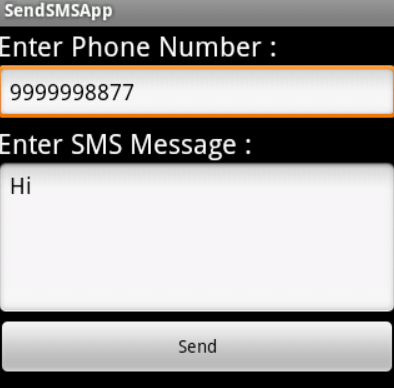 SendSMSApp
Enter Phone Number :
9999998877
Enter SMS Message :
Hi
Send